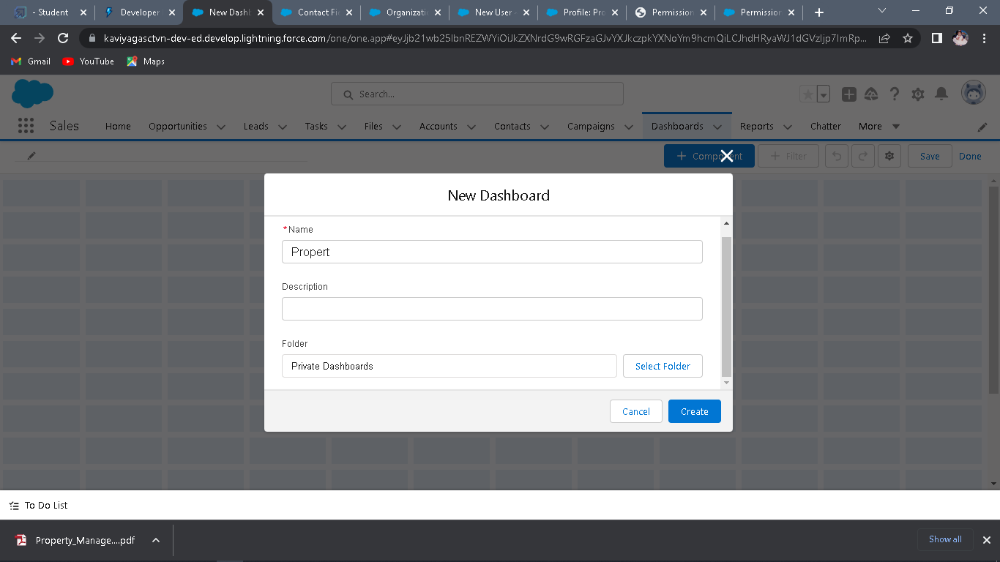 - Student
Developer
New Dashb
Contact Fi
Organizatio
New User -
Profile: Pro
Permission
Permission
kaviyagasctvn-dev-ed.develop.lightning.force.com/one/one.app#eyJjb21wb25lbnREZWYiOiJkZXNrdG9wRGFzaGJvYXJkczpkYXNoYm9hcmQiLCJhdHRyaWJ1dGVzIjp7ImRp...
Gmail
YouTube
Maps
Search...
Sales
Home
Opportunities
Leads
Tasks
Files
Accounts
Contacts
Campaigns
Dashboards
Reports
Chatter
More
+ Component
+ Filter
Save
Done
New Dashboard
*Name
Propert
Description
Folder
Private Dashboards
Select Folder
Cancel
Create
To Do List
Property_Manage....pdf
Show all